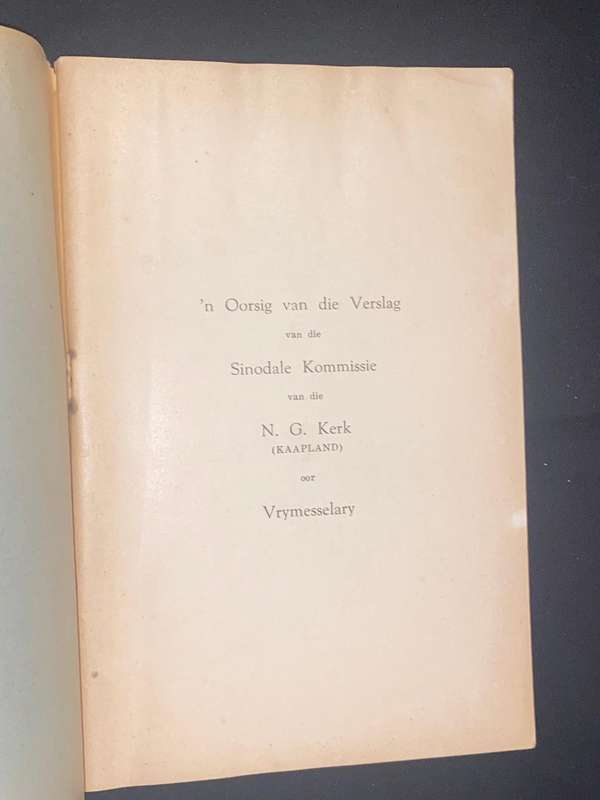 'n Oorsig van die Verslag
van die
Sinodale Kommissie
van die
N. G. Kerk
(KAAPLAND)
oor
Vrymesselary